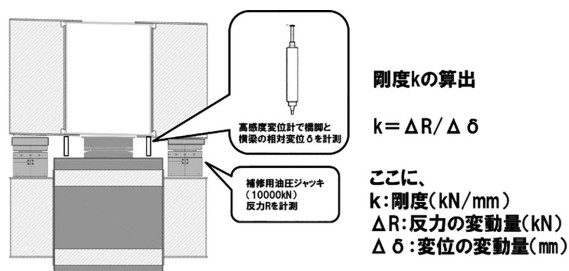 高感度変位計で橋脚と
横梁の相対変位δを計測
補修用油圧ジャッキ
(10000kN)
反力Rを計測
剛度kの算出
k=ΔR/Δδ
ここに、
k:剛度(kN/mm)
ΔR:反力の変動量(kN)
Δδ:変位の変動量(mm)